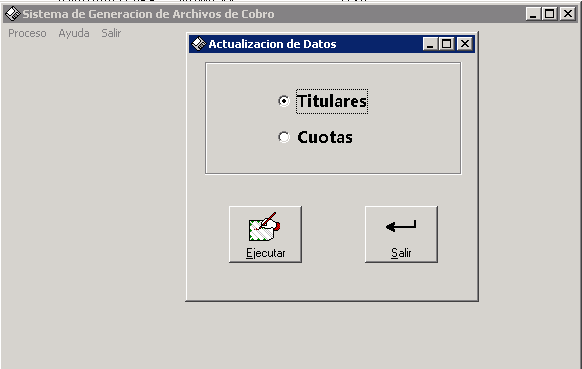 Sistema de Generacion de Archivos de Cobro
Proceso Ayuda Salir
Actualizacion de Datos
Titulares
Cuotas
Ejecutar Salir